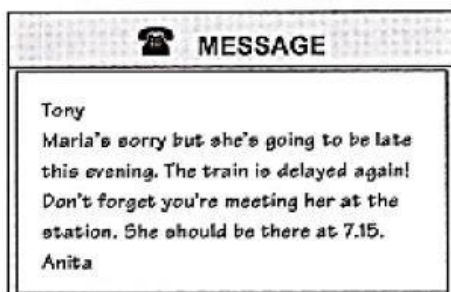 MESSAGE
Tony
Maria's sorry but she's going to be late
this evening. The train is delayed again!
Don't forget you're meeting her at the
station. She should be there at 7.15.
Anita